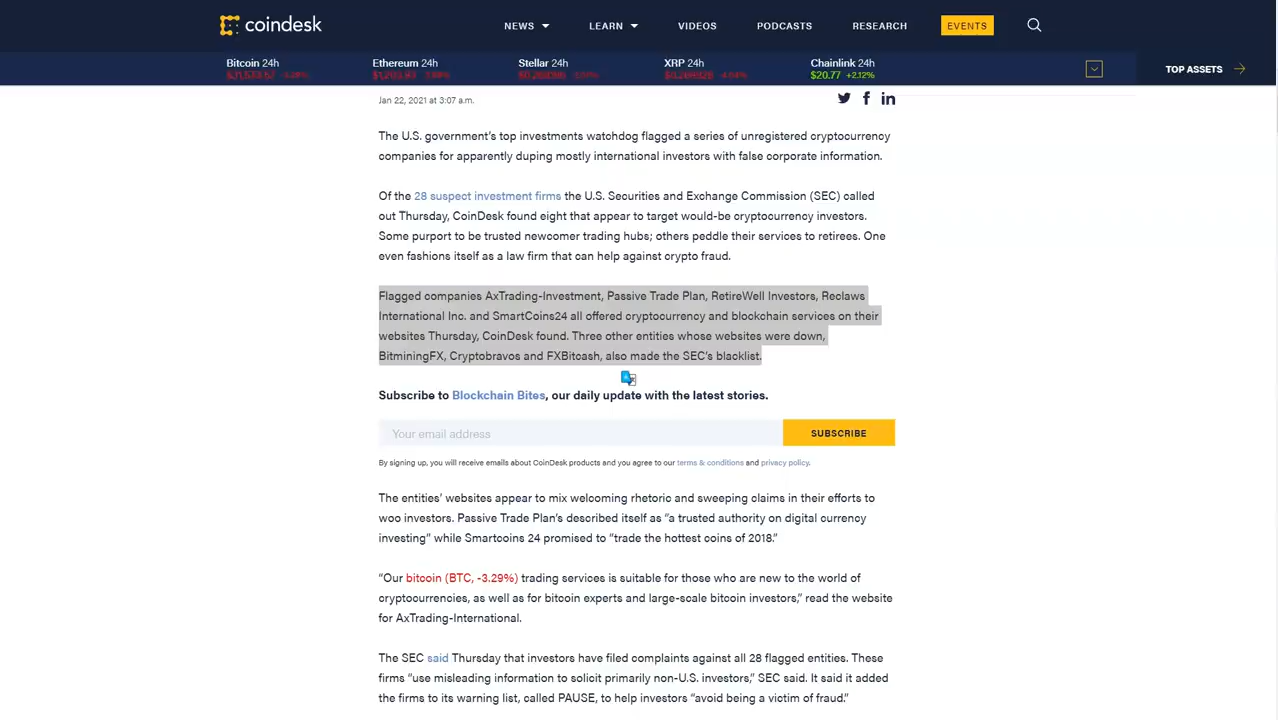 coindesk
NEWS LEARN VIDEOS PODCASTS RESEARCH EVENTS
Bitcoin 24h Ethereum 24h Stellar 24h XRP 24h Chainlink 24h
$20.77 +2.12%
TOP ASSETS
Jan 22, 2021 at 3:07 a.m.
The U.S. government's top investments watchdog flagged a series of unregistered cryptocurrency
companies for apparently duping mostly international investors with false corporate information.
Of the 28 suspect investment firms the U.S. Securities and Exchange Commission (SEC) called
out Thursday, CoinDesk found eight that appear to target would-be cryptocurrency investors.
Some purport to be trusted newcomer trading hubs; others peddle their services to retirees. One
even fashions itself as a law firm that can help against crypto fraud.
Flagged companies AxTrading-Investment, Passive Trade Plan, RetireWell Investors, Reclaws
International Inc. and SmartCoins24 all offered cryptocurrency and blockchain services on their
websites Thursday, CoinDesk found. Three other entities whose websites were down,
BitminingFX, Cryptobravos and FXBitcash, also made the SEC's blacklist.
Subscribe to Blockchain Bites, our daily update with the latest stories.
Your email address SUBSCRIBE
By signing up, you will receive emails about CoinDesk products and you agree to our terms & conditions and privacy policy.
The entities' websites appear to mix welcoming rhetoric and sweeping claims in their efforts to
woo investors. Passive Trade Plan's described itself as "a trusted authority on digital currency
investing" while Smartcoins 24 promised to "trade the hottest coins of 2018."
"Our bitcoin (BTC, -3.29%) trading services is suitable for those who are new to the world of
cryptocurrencies, as well as for bitcoin experts and large-scale bitcoin investors," read the website
for AxTrading-International.
The SEC said Thursday that investors have filed complaints against all 28 flagged entities. These
firms "use misleading information to solicit primarily non-U.S. investors," SEC said. It said it added
the firms to its warning list, called PAUSE, to help investors "avoid being a victim of fraud."